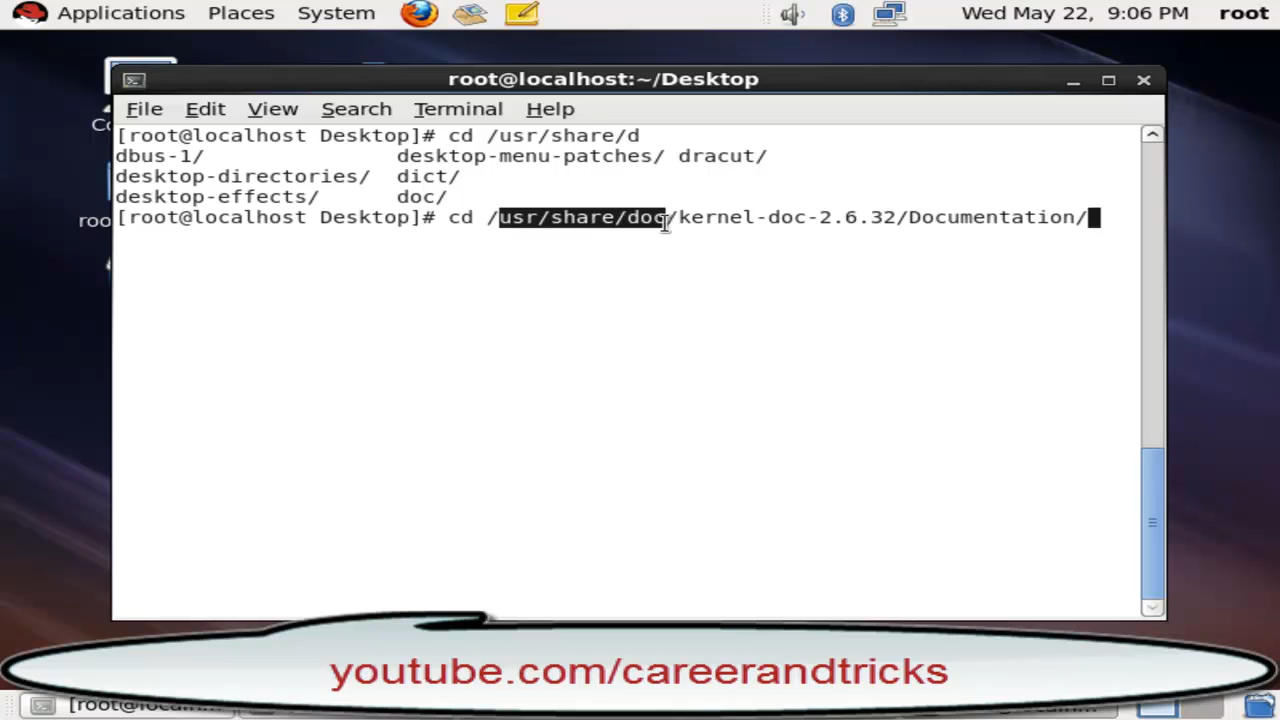 Applications Places System Wed May 22, 9:06 PM root
root@localhost:~/Desktop
File Edit View Search Terminal Help
[root@localhost Desktop]# cd /usr/share/d
dbus-1/ desktop-menu-patches/ dracut/
desktop-directories/ dict/
desktop-effects/ doc/
[root@localhost Desktop]# cd /usr/share/doc/kernel-doc-2.6.32/Documentation/
youtube.com/careerandtricks